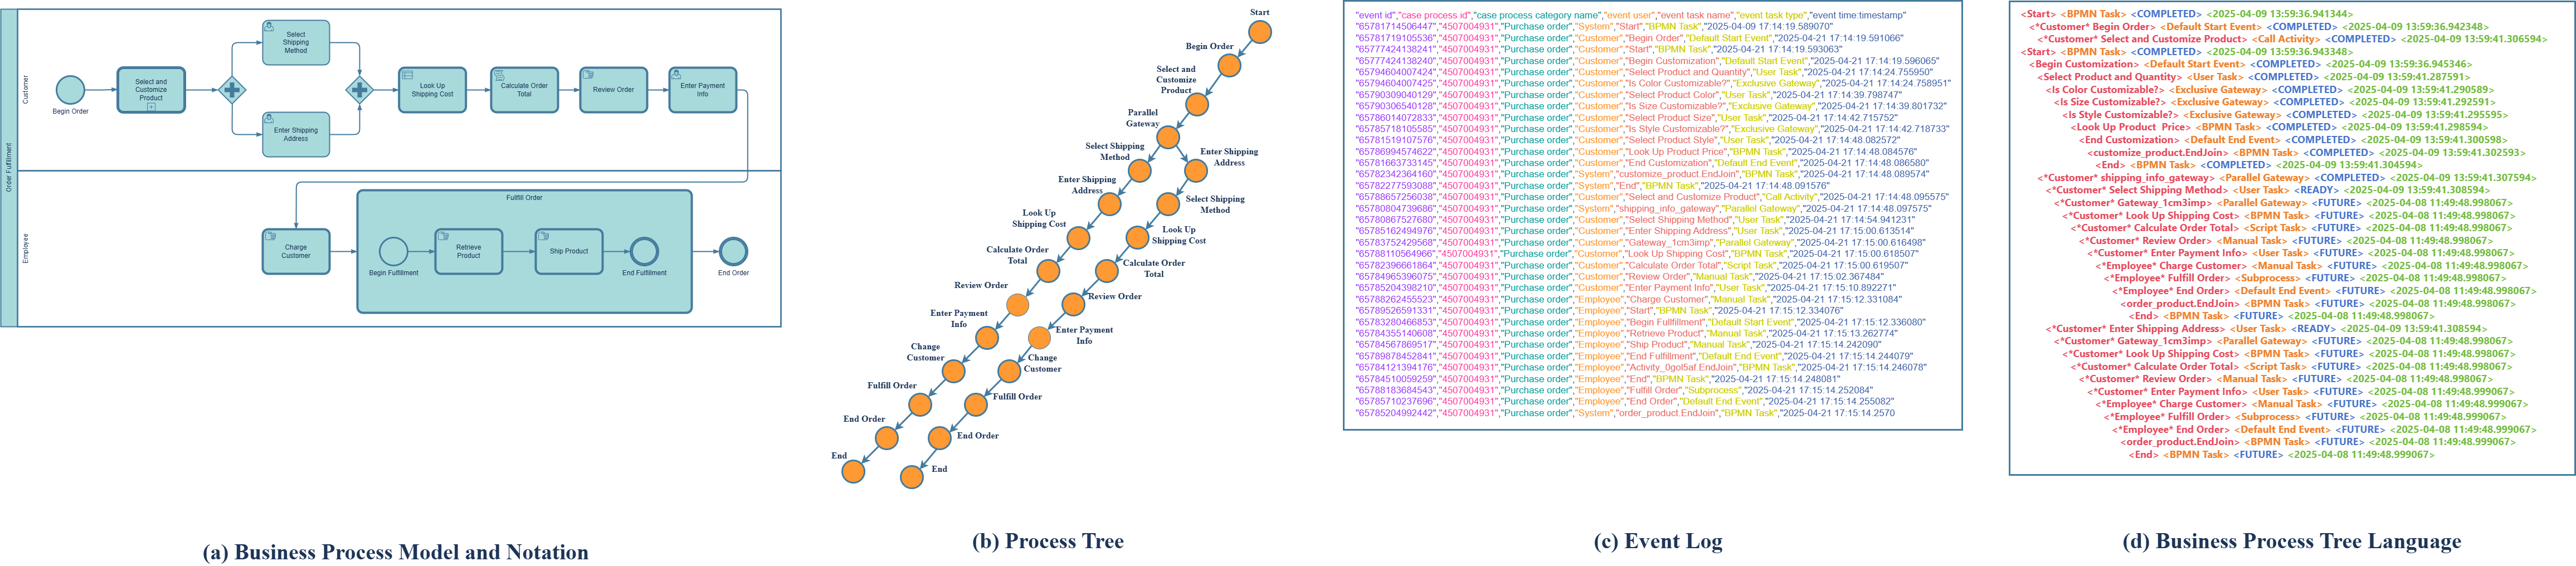 Order Fulfillment
Customer
Employee
Begin Order
Select and
Customize
Product
Select
Shipping
Method
Enter Shipping
Address
Look Up
Shipping Cost
Calculate Order
Total
Review Order
Enter Payment
Info
Charge
Customer
Fulfill Order
Begin Fulfillment
Retrieve
Product
Ship Product
End Fulfillment
End Order
(a) Business Process Model and Notation
Start
Begin Order
Select and
Customize
Product
Parallel
Gateway
Select Shipping
Method
Enter Shipping
Address
Look Up
Shipping Cost
Calculate Order
Total
Review Order
Enter Payment
Info
Change
Customer
Fulfill Order
End Order
End
Enter Shipping
Address
Select Shipping
Method
Look Up
Shipping Cost
Calculate Order
Total
Review Order
Enter Payment
Info
Change
Customer
Fulfill Order
End Order
End
(b) Process Tree
"event id","case process id","case process category name","event user","event task name","event task type","event time:timestamp"
"65781714506447","4507004931","Purchase order","System","Start","BPMN Task","2025-04-09 17:14:19.589070"
"65781719105536","4507004931","Purchase order","Customer","Begin Order","Default Start Event","2025-04-21 17:14:19.591066"
"65777424138241","4507004931","Purchase order","Customer","Start","BPMN Task","2025-04-21 17:14:19.593063"
"65777424138240","4507004931","Purchase order","Customer","Begin Customization","Default Start Event","2025-04-21 17:14:19.596065"
"65794604007424","4507004931","Purchase order","Customer","Select Product and Quantity","User Task","2025-04-21 17:14:24.755950"
"65794604007425","4507004931","Purchase order","Customer","Is Color Customizable?","Exclusive Gateway","2025-04-21 17:14:24.758951"
"65790309040129","4507004931","Purchase order","Customer","Select Product Color","User Task","2025-04-21 17:14:39.798747"
"65790306540128","4507004931","Purchase order","Customer","Is Size Customizable?","Exclusive Gateway","2025-04-21 17:14:39.801732"
"65786014072833","4507004931","Purchase order","Customer","Select Product Size","User Task","2025-04-21 17:14:42.715752"
"65785718105585","4507004931","Purchase order","Customer","Is Style Customizable?","Exclusive Gateway","2025-04-21 17:14:42.718733"
"65781519107576","4507004931","Purchase order","Customer","Select Product Style","User Task","2025-04-21 17:14:48.082572"
"65786994574622","4507004931","Purchase order","Customer","Look Up Product Price","BPMN Task","2025-04-21 17:14:48.084576"
"65781663733145","4507004931","Purchase order","Customer","End Customization","Default End Event","2025-04-21 17:14:48.086580"
"65782342364160","4507004931","Purchase order","System","customize_product.EndJoin","BPMN Task","2025-04-21 17:14:48.089574"
"65782277593088","4507004931","Purchase order","System","End","BPMN Task","2025-04-21 17:14:48.091576"
"65788657256038","4507004931","Purchase order","Customer","Select and Customize Product","Call Activity","2025-04-21 17:14:48.095575"
"65780804739686","4507004931","Purchase order","System","shipping_info_gateway","Parallel Gateway","2025-04-21 17:14:48.097575"
"65780867527680","4507004931","Purchase order","Customer","Select Shipping Method","User Task","2025-04-21 17:14:54.941231"
"65785162494976","4507004931","Purchase order","Customer","Enter Shipping Address","User Task","2025-04-21 17:15:00.613514"
"65783752429568","4507004931","Purchase order","Customer","Gateway_1cm3imp","Parallel Gateway","2025-04-21 17:15:00.616498"
"65788110564966","4507004931","Purchase order","Customer","Look Up Shipping Cost","BPMN Task","2025-04-21 17:15:00.618507"
"65782396661864","4507004931","Purchase order","Customer","Calculate Order Total","Script Task","2025-04-21 17:15:00.619507"
"65784965396075","4507004931","Purchase order","Customer","Review Order","Manual Task","2025-04-21 17:15:02.367484"
"65785204398210","4507004931","Purchase order","Customer","Enter Payment Info","User Task","2025-04-21 17:15:10.892271"
"65788262455523","4507004931","Purchase order","Employee","Charge Customer","Manual Task","2025-04-21 17:15:12.331084"
"65789526591331","4507004931","Purchase order","Employee","Start","BPMN Task","2025-04-21 17:15:12.334076"
"65783280466853","4507004931","Purchase order","Employee","Begin Fullfillment","Default Start Event","2025-04-21 17:15:12.336080"
"65784355140608","4507004931","Purchase order","Employee","Retrieve Product","Manual Task","2025-04-21 17:15:13.262774"
"65784567869517","4507004931","Purchase order","Employee","Ship Product","Manual Task","2025-04-21 17:15:14.242090"
"65789878452841","4507004931","Purchase order","Employee","End Fulfillment","Default End Event","2025-04-21 17:15:14.244079"
"65784121394176","4507004931","Purchase order","Employee","Activity_0gol5af.EndJoin","BPMN Task","2025-04-21 17:15:14.246078"
"65784510059259","4507004931","Purchase order","Employee","End","BPMN Task","2025-04-21 17:15:14.248081"
"65788183684543","4507004931","Purchase order","Employee","Fulfill Order","Subprocess","2025-04-21 17:15:14.252084"
"65785710237696","4507004931","Purchase order","Employee","End Order","Default End Event","2025-04-21 17:15:14.255082"
"65785204992442","4507004931","Purchase order","System","order_product.EndJoin","BPMN Task","2025-04-21 17:15:14.2570
(c) Event Log
<Start> <BPMN Task> <COMPLETED> <2025-04-09 13:59:36.941344>
<*Customer* Begin Order> <Default Start Event> <COMPLETED> <2025-04-09 13:59:36.942348>
<*Customer* Select and Customize Product> <Call Activity> <COMPLETED> <2025-04-09 13:59:41.306594>
<Start> <BPMN Task> <COMPLETED> <2025-04-09 13:59:36.943348>
<Begin Customization> <Default Start Event> <COMPLETED> <2025-04-09 13:59:36.945346>
<Select Product and Quantity> <User Task> <COMPLETED> <2025-04-09 13:59:41.287591>
<Is Color Customizable?> <Exclusive Gateway> <COMPLETED> <2025-04-09 13:59:41.290589>
<Is Size Customizable?> <Exclusive Gateway> <COMPLETED> <2025-04-09 13:59:41.292591>
<Is Style Customizable?> <Exclusive Gateway> <COMPLETED> <2025-04-09 13:59:41.295595>
<Look Up Product  Price> <BPMN Task> <COMPLETED> <2025-04-09 13:59:41.298594>
<End Customization> <Default End Event> <COMPLETED> <2025-04-09 13:59:41.300598>
<customize_product.EndJoin> <BPMN Task> <COMPLETED> <2025-04-09 13:59:41.302593>
<End> <BPMN Task> <COMPLETED> <2025-04-09 13:59:41.304594>
<*Customer* shipping_info_gateway> <Parallel Gateway> <COMPLETED> <2025-04-09 13:59:41.307594>
<*Customer* Select Shipping Method> <User Task> <READY> <2025-04-09 13:59:41.308594>
<*Customer* Gateway_1cm3imp> <Parallel Gateway> <FUTURE> <2025-04-08 11:49:48.998067>
<*Customer* Look Up Shipping Cost> <BPMN Task> <FUTURE> <2025-04-08 11:49:48.998067>
<*Customer* Calculate Order Total> <Script Task> <FUTURE> <2025-04-08 11:49:48.998067>
<*Customer* Review Order> <Manual Task> <FUTURE> <2025-04-08 11:49:48.998067>
<*Customer* Enter Payment Info> <User Task> <FUTURE> <2025-04-08 11:49:48.998067>
<*Employee* Charge Customer> <Manual Task> <FUTURE> <2025-04-08 11:49:48.998067>
<*Employee* Fulfill Order> <Subprocess> <FUTURE> <2025-04-08 11:49:48.998067>
<*Employee* End Order> <Default End Event> <FUTURE> <2025-04-08 11:49:48.998067>
<order_product.EndJoin> <BPMN Task> <FUTURE> <2025-04-08 11:49:48.998067>
<End> <BPMN Task> <FUTURE> <2025-04-08 11:49:48.998067>
<*Customer* Enter Shipping Address> <User Task> <READY> <2025-04-09 13:59:41.308594>
<*Customer* Gateway_1cm3imp> <Parallel Gateway> <FUTURE> <2025-04-08 11:49:48.998067>
<*Customer* Look Up Shipping Cost> <BPMN Task> <FUTURE> <2025-04-08 11:49:48.998067>
<*Customer* Calculate Order Total> <Script Task> <FUTURE> <2025-04-08 11:49:48.998067>
<*Customer* Review Order> <Manual Task> <FUTURE> <2025-04-08 11:49:48.998067>
<*Customer* Enter Payment Info> <User Task> <FUTURE> <2025-04-08 11:49:48.999067>
<*Employee* Charge Customer> <Manual Task> <FUTURE> <2025-04-08 11:49:48.999067>
<*Employee* Fulfill Order> <Subprocess> <FUTURE> <2025-04-08 11:49:48.999067>
<*Employee* End Order> <Default End Event> <FUTURE> <2025-04-08 11:49:48.999067>
<order_product.EndJoin> <BPMN Task> <FUTURE> <2025-04-08 11:49:48.999067>
<End> <BPMN Task> <FUTURE> <2025-04-08 11:49:48.999067>
(d) Business Process Tree Language